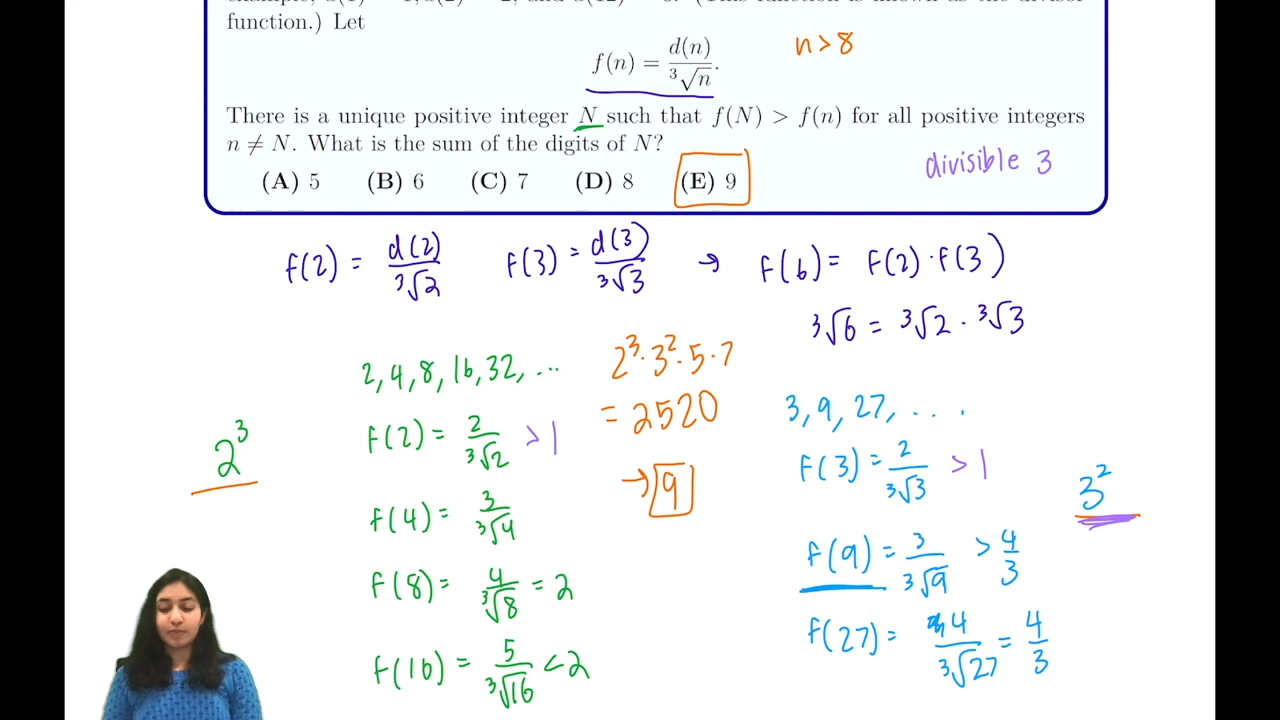 function.) Let
f(n) = d(n)/∛n.
n > 8
There is a unique positive integer N such that f(N) > f(n) for all positive integers
n ≠ N. What is the sum of the digits of N?
divisible 3
(A) 5 (B) 6 (C) 7 (D) 8 (E) 9
f(2) = d(2)/∛2 f(3) = d(3)/∛3 → f(6) = f(2)·f(3)
∛6 = ∛2 · ∛3
2, 4, 8, 16, 32, ...
2³·3²·5·7
= 2520
→ 9
2³
f(2) = 2/∛2 > 1
f(4) = 3/∛4
f(8) = 4/∛8 = 2
f(16) = 5/∛16 < 2
3, 9, 27, ....
f(3) = 2/∛3 > 1
3²
f(9) = 3/∛9 > 4/3
f(27) = 4/∛27 = 4/3